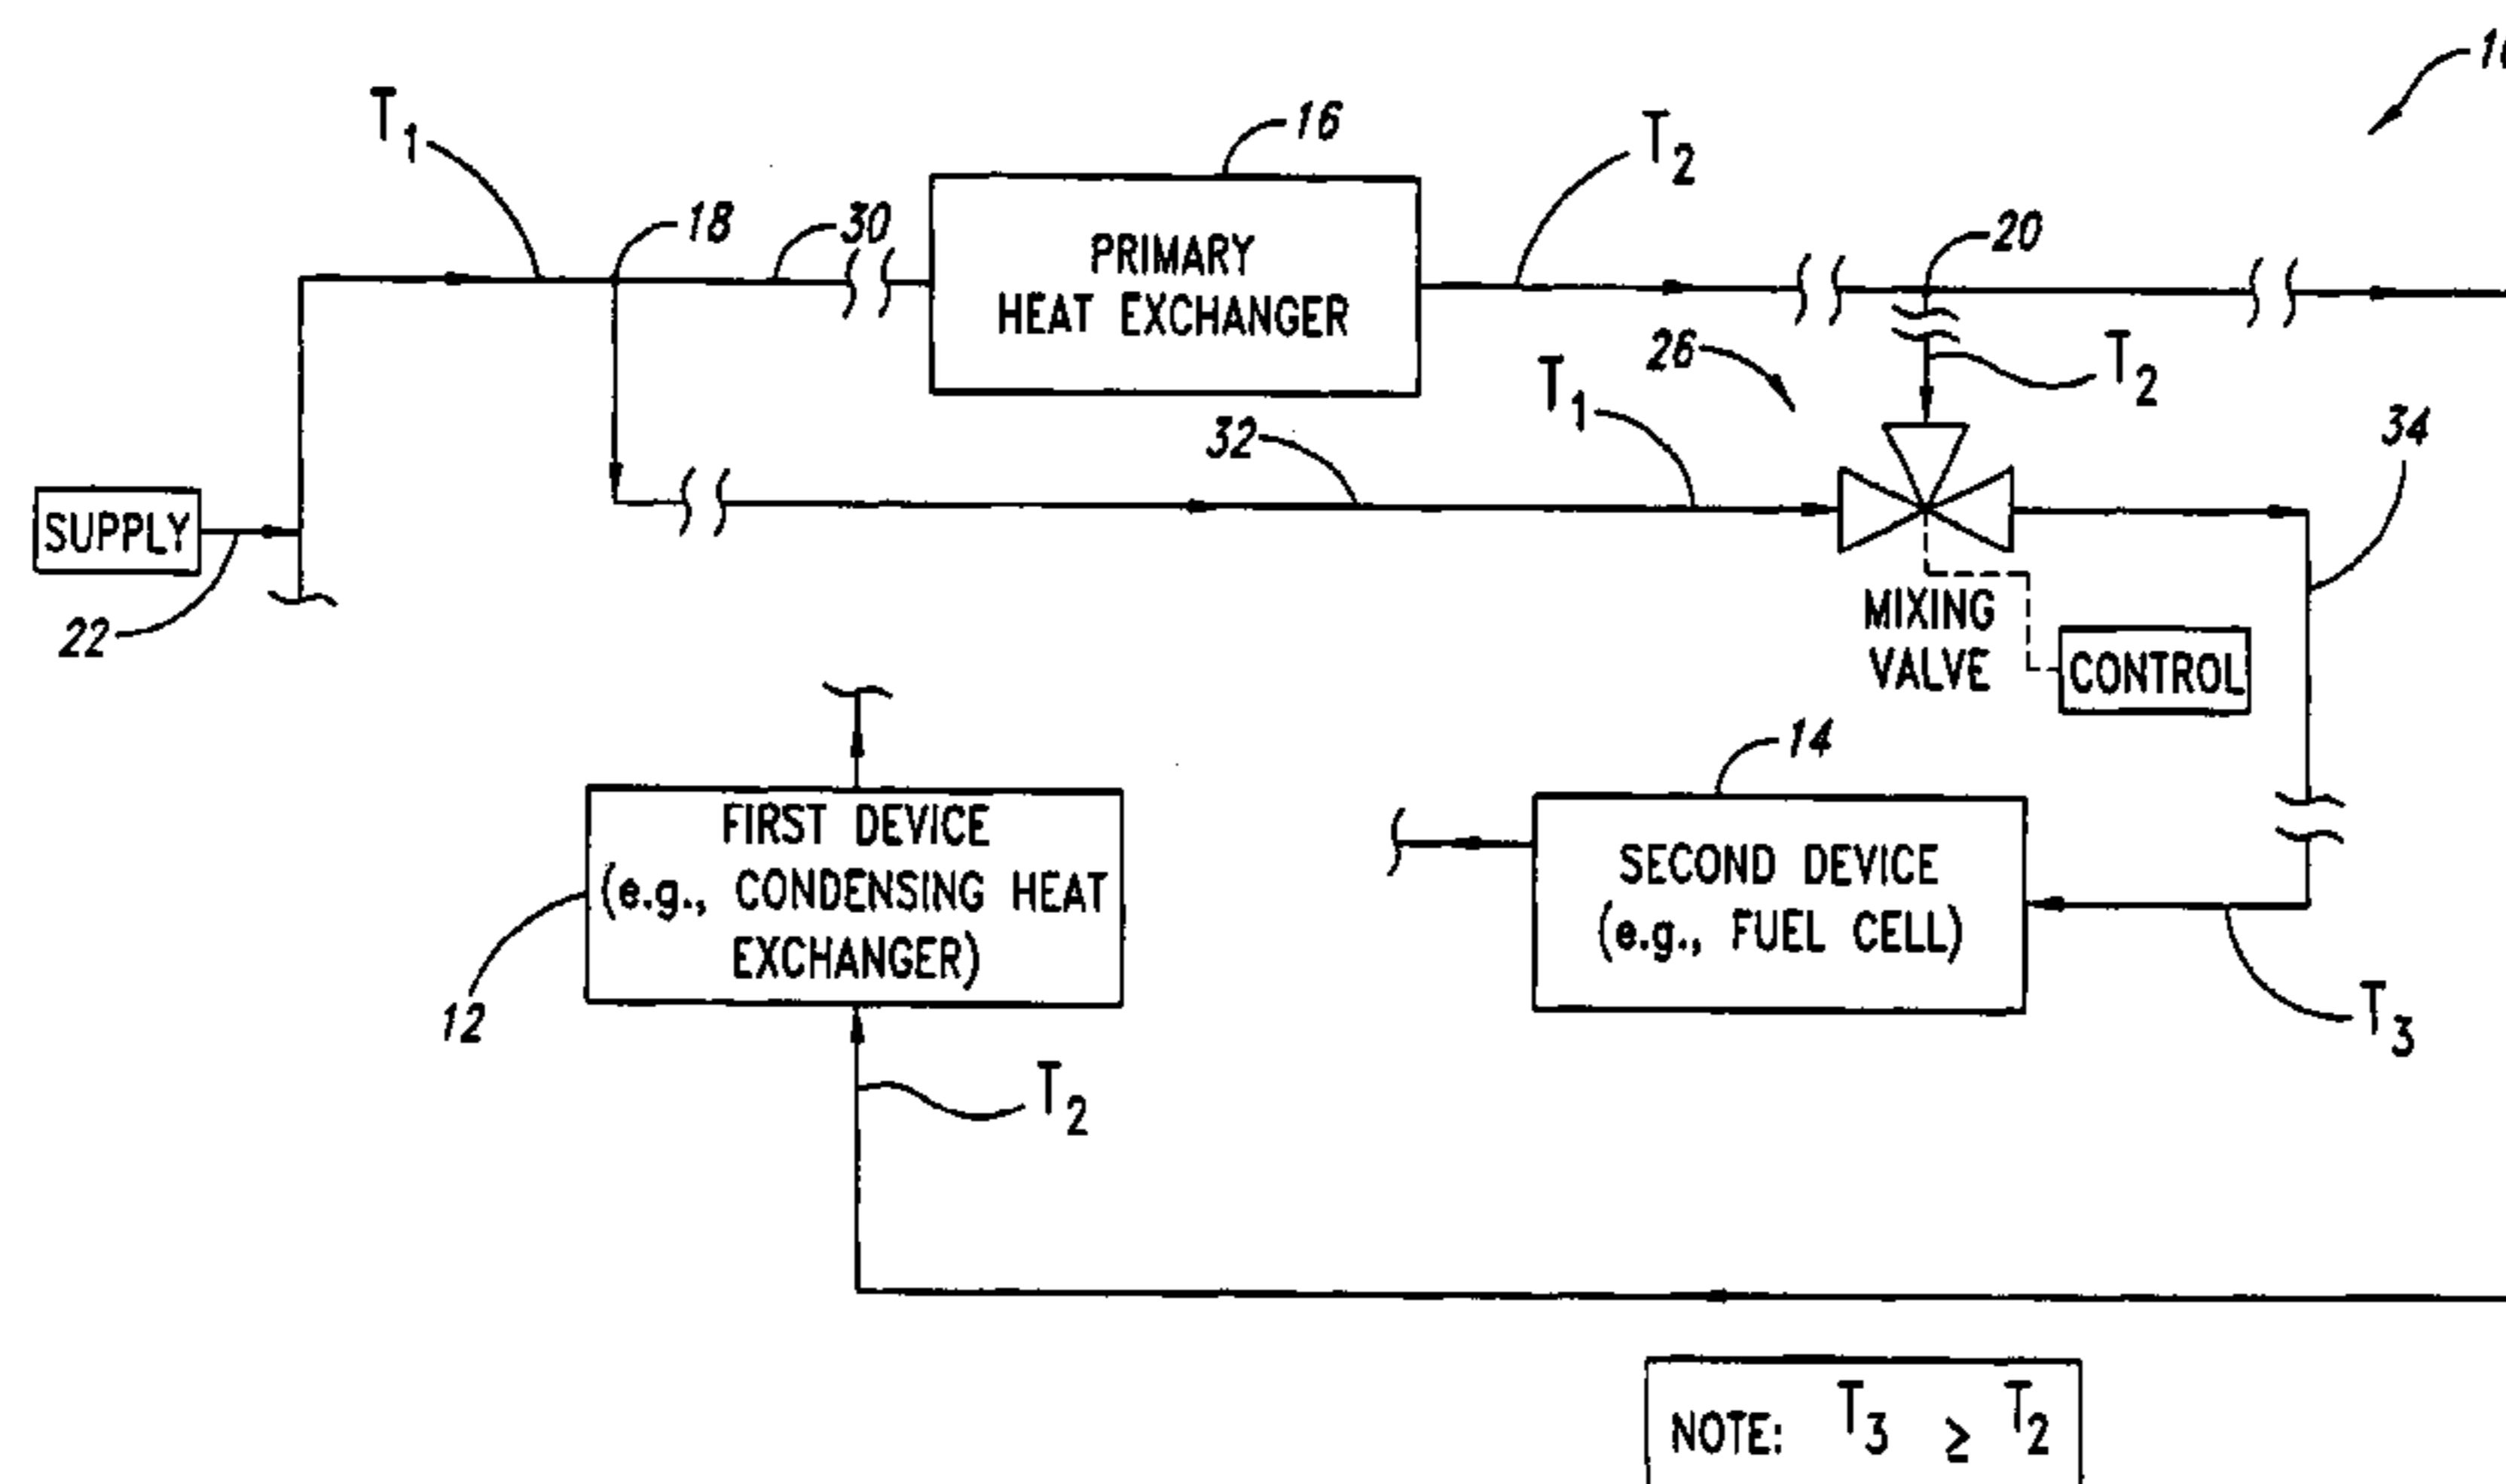 T1
16
T2
18
30
20
PRIMARY
HEAT EXCHANGER
26
T1
T2
32
34
SUPPLY
22
MIXING
VALVE
CONTROL
14
FIRST DEVICE
(e.g., CONDENSING HEAT
EXCHANGER)
SECOND DEVICE
(e.g., FUEL CELL)
12
T3
T2
NOTE: T3 ≥ T2